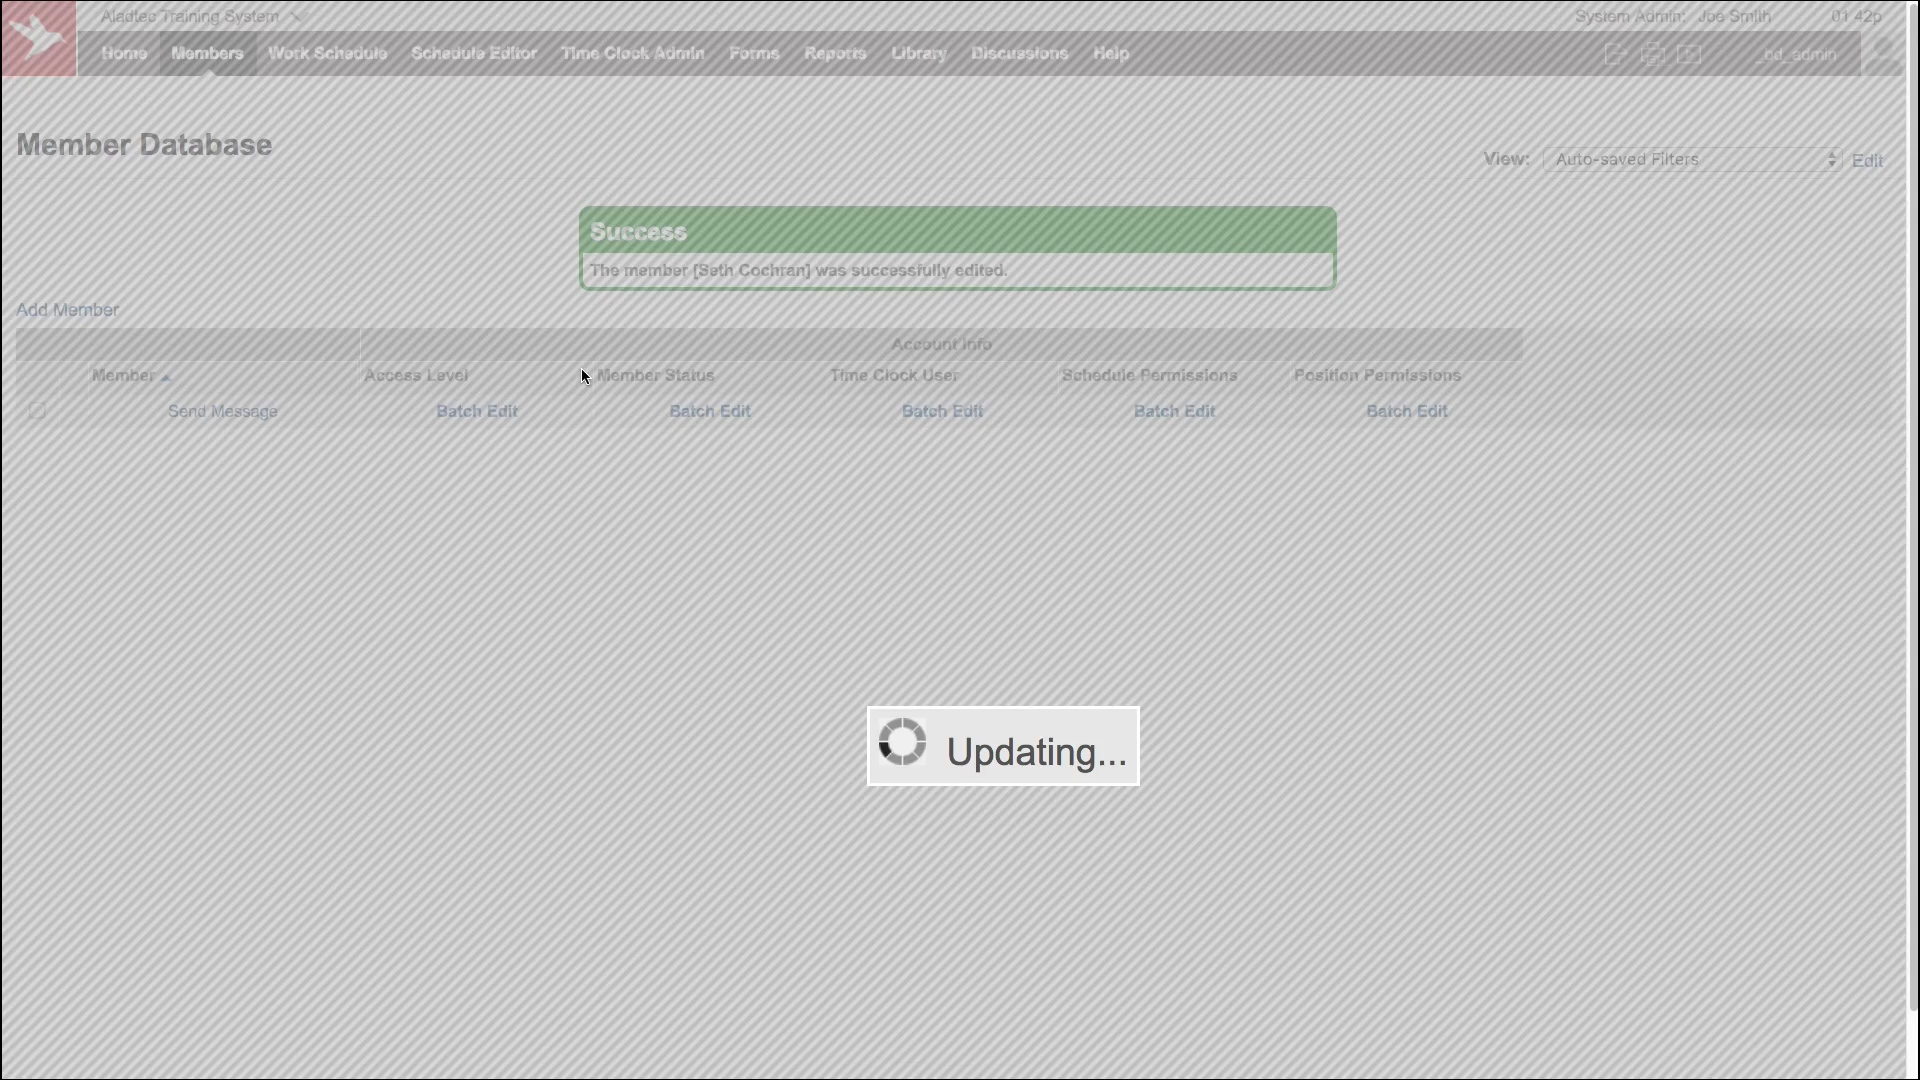 Aladtec Training System
System Admin: Joe Smith 01 42p
Home Members Work Schedule Schedule Editor Time Clock Admin Forms Reports Library Discussions Help
_bd_admin
Member Database
View: Auto-saved Filters Edit
Success
The member [Seth Cochran] was successfully edited.
Add Member
Account Info
Member Access Level Member Status Time Clock User Schedule Permissions Position Permissions
Send Message Batch Edit Batch Edit Batch Edit Batch Edit Batch Edit
Updating...